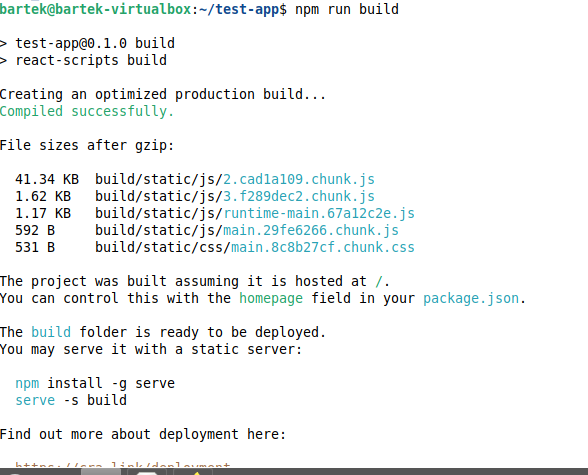 bartek@bartek-virtualbox:~/test-app$ npm run build
> test-app@0.1.0 build
> react-scripts build
Creating an optimized production build...
Compiled successfully.
File sizes after gzip:
41.34 KB build/static/js/2.cad1a109.chunk.js
1.62 KB build/static/js/3.f289dec2.chunk.js
1.17 KB build/static/js/runtime-main.67a12c2e.js
592 B build/static/js/main.29fe6266.chunk.js
531 B build/static/css/main.8c8b27cf.chunk.css
The project was built assuming it is hosted at /.
You can control this with the homepage field in your package.json.
The build folder is ready to be deployed.
You may serve it with a static server:
npm install -g serve
serve -s build
Find out more about deployment here:
https://cra.link/deployment